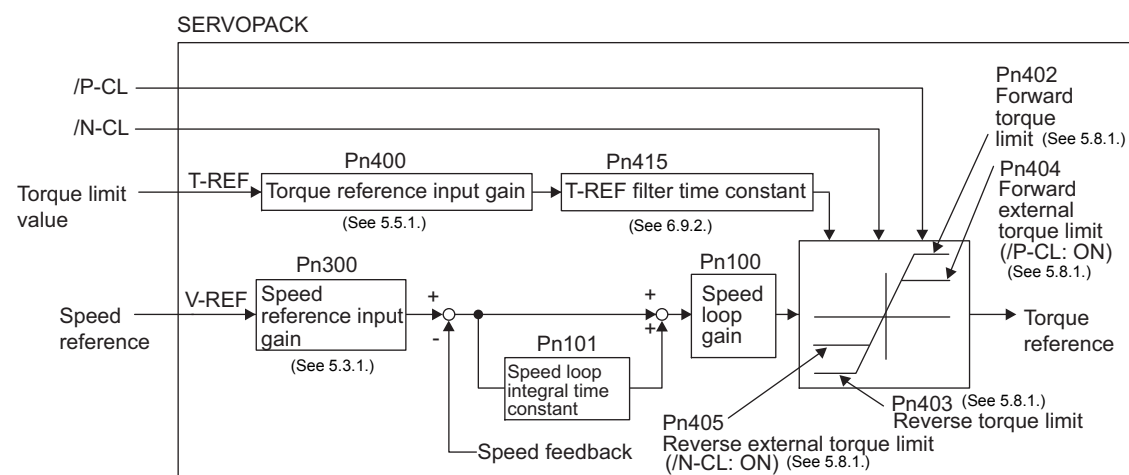 SERVOPACK
/P-CL
/N-CL
Torque limit
value
T-REF
Pn400
Torque reference input gain
(See 5.5.1.)
Pn415
T-REF filter time constant
(See 6.9.2.)
Pn402
Forward
torque
limit (See 5.8.1.)
Pn404
Forward
external
torque limit
(/P-CL: ON)
(See 5.8.1.)
Speed
reference
V-REF
Pn300
Speed
reference input
gain
(See 5.3.1.)
+
-
Pn101
Speed loop
integral time
constant
+
+
Pn100
Speed
loop
gain
Torque
reference
Speed feedback
Pn403 (See 5.8.1.)
Reverse torque limit
Pn405
Reverse external torque limit
(/N-CL: ON) (See 5.8.1.)